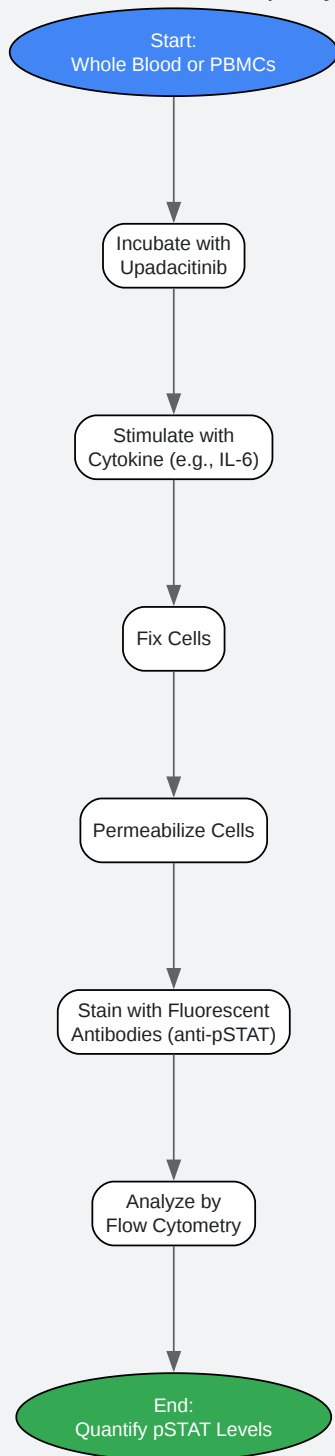 Start:
Whole Blood or PBMCs
Incubate with
Upadacitinib
Stimulate with
Cytokine (e.g., IL-6)
Fix Cells
Permeabilize Cells
Stain with Fluorescent
Antibodies (anti-pSTAT)
Analyze by
Flow Cytometry
End:
Quantify pSTAT Levels